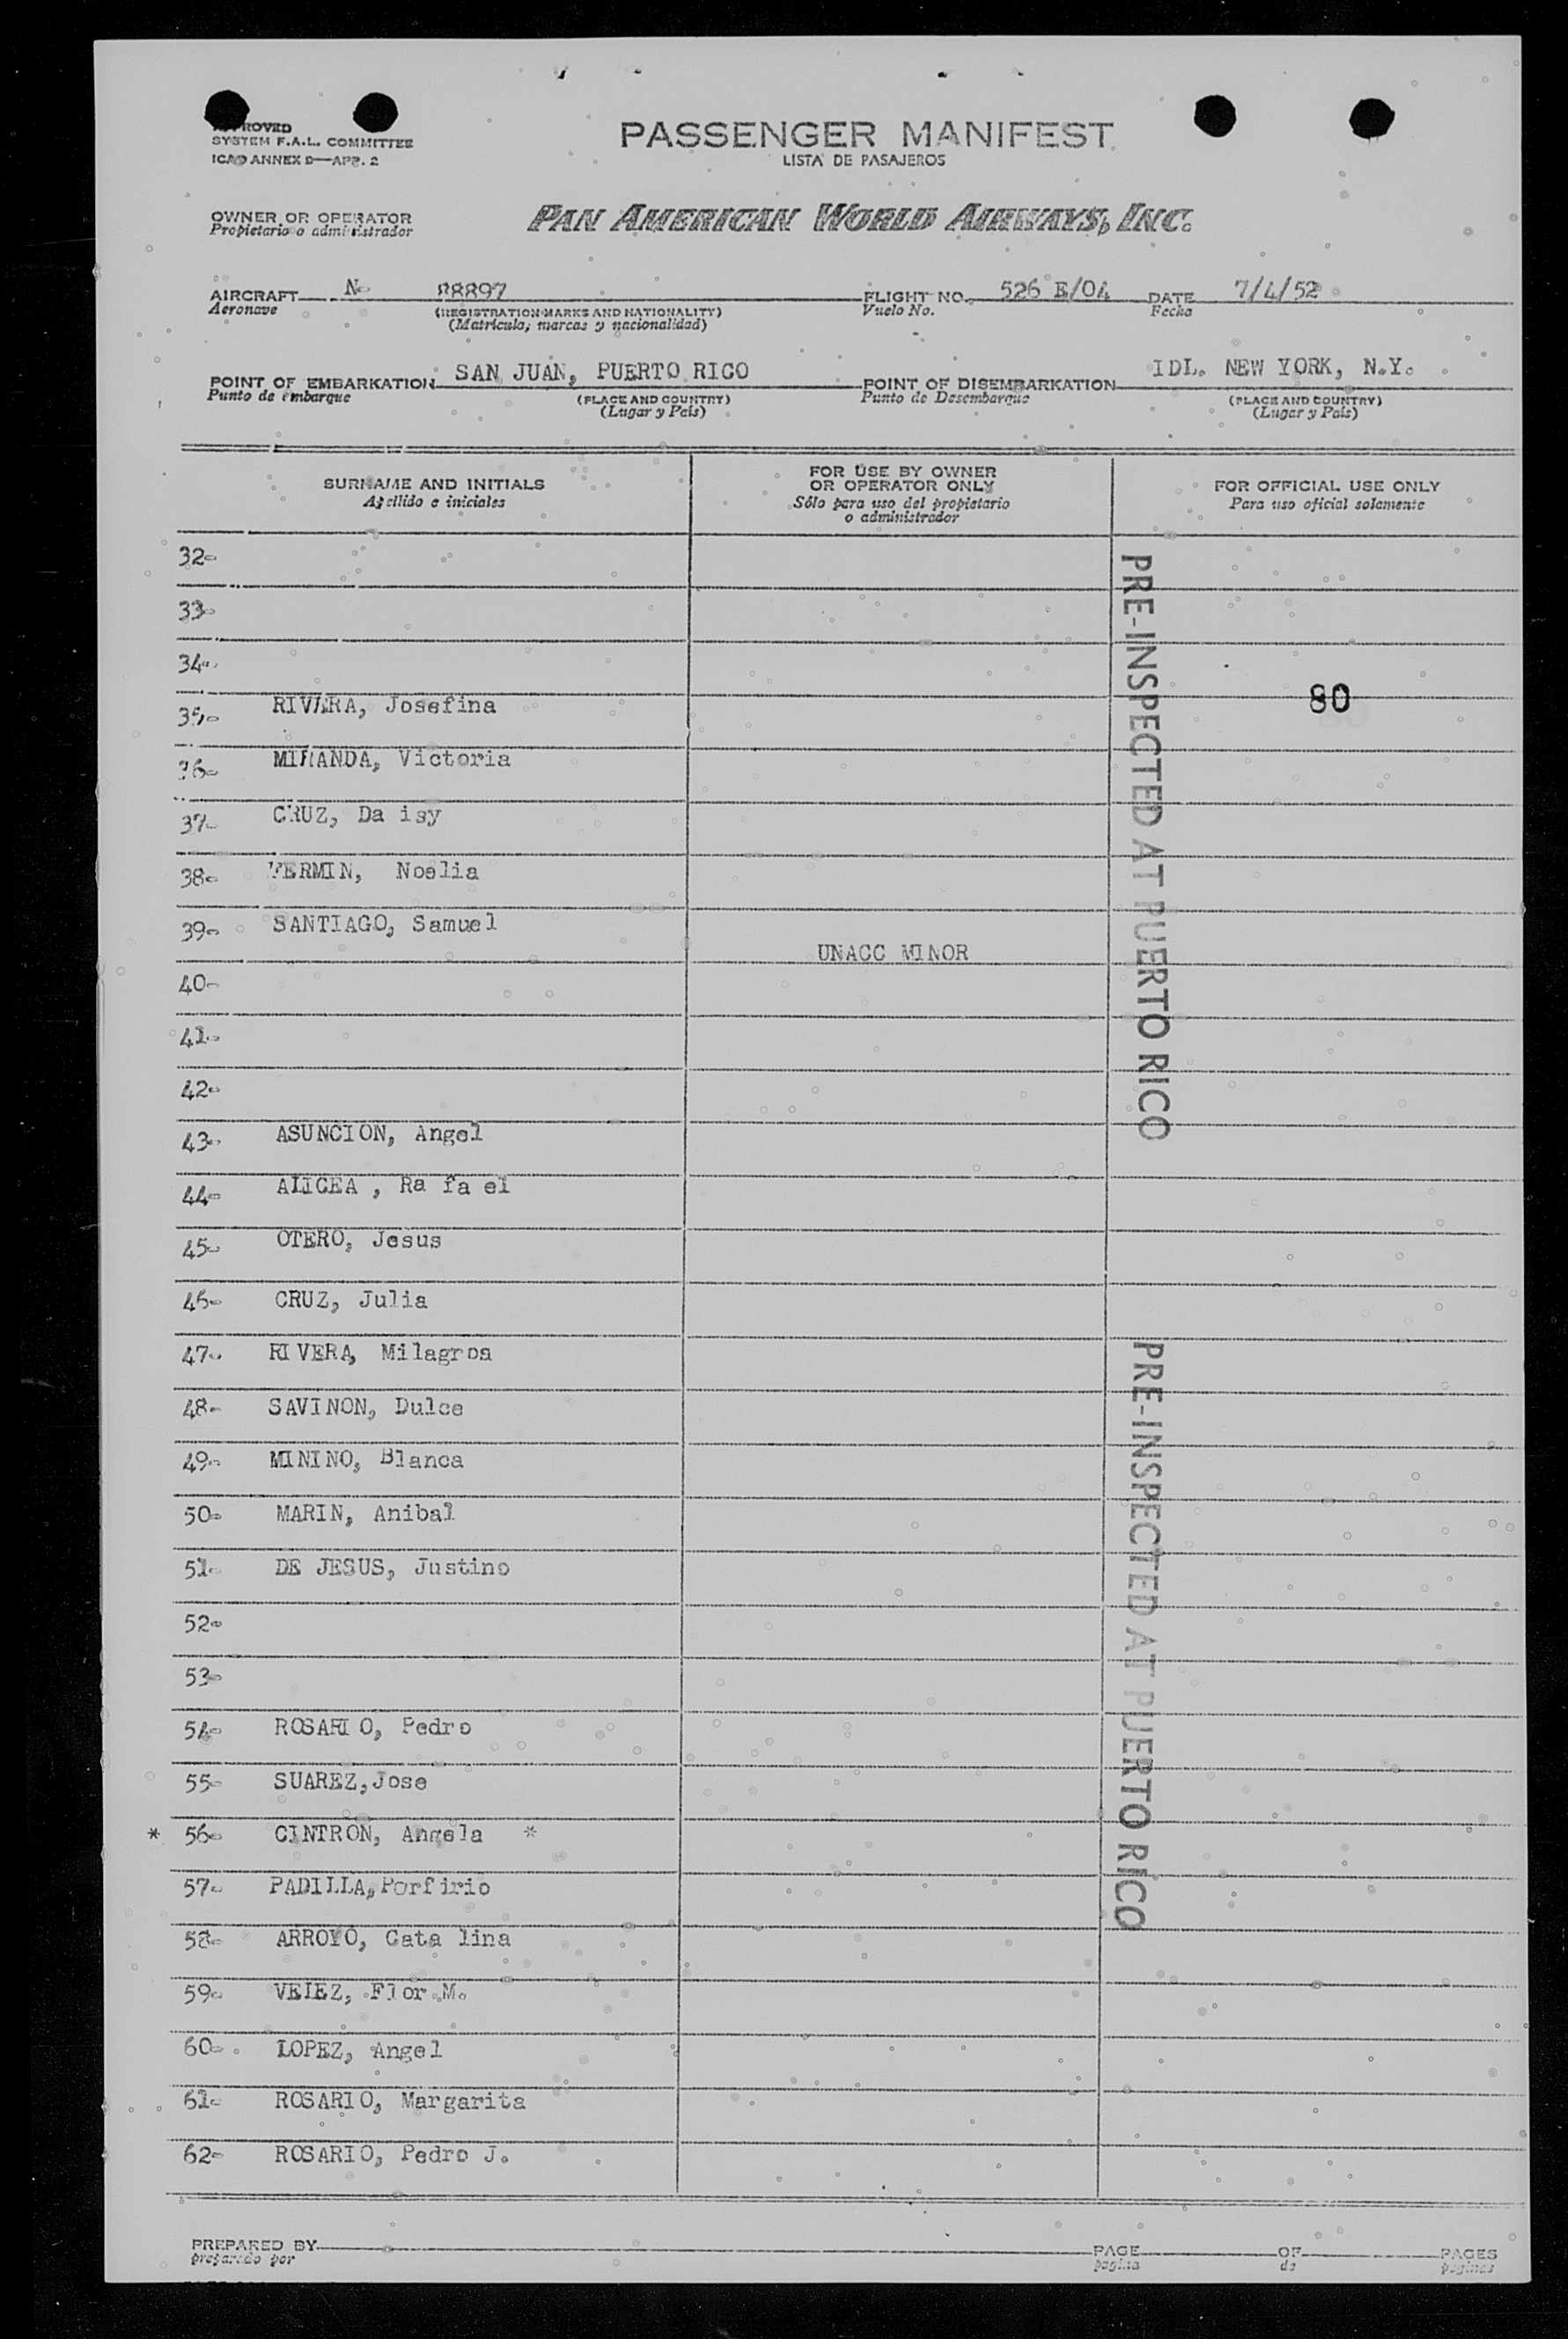 APPROVED
SYSTEM F.A.L. COMMITTEE
ICAO ANNEX 9—APP. 2
PASSENGER MANIFEST
LISTA DE PASAJEROS
OWNER OR OPERATOR
Propietario o administrador
PAN AMERICAN WORLD AIRWAYS, INC.
AIRCRAFT N- 88897 FLIGHT NO. 526 E/04 DATE 7/4/52
Aeronave (REGISTRATION MARKS AND NATIONALITY) Vuelo No. Fecha
(Matrícula, marcas y nacionalidad)
POINT OF EMBARKATION SAN JUAN, PUERTO RICO POINT OF DISEMBARKATION IDL. NEW YORK, N.Y.
Punto de embarque (PLACE AND COUNTRY) Punto de Desembarque (PLACE AND COUNTRY)
(Lugar y País) (Lugar y País)
SURNAME AND INITIALS
Apellido e iniciales
FOR USE BY OWNER
OR OPERATOR ONLY
Sólo para uso del propietario
o administrador
FOR OFFICIAL USE ONLY
Para uso oficial solamente
32-
33-
34-
35- RIVERA, Josefina 80
36- MIRANDA, Victoria
37- CRUZ, Da isy
38- FERMIN, Noelia
39- SANTIAGO, Samuel
UNACC MINOR
40-
41-
42-
43- ASUNCION, Angel
44- ALICEA , Ra fa el
45- OTERO, Jesus
46- CRUZ, Julia
47- RIVERA, Milagros
48- SAVINON, Dulce
49- MININO, Blanca
50- MARIN, Anibal
51- DE JESUS, Justino
52-
53-
54- ROSARIO, Pedro
55- SUAREZ, Jose
* 56- CINTRON, Angela *
57- PADILLA, Porfirio
58- ARROYO, Cata lina
59- VELEZ, Flor M.
60- LOPEZ, Angel
61- ROSARIO, Margarita
62- ROSARIO, Pedro J.
PRE-INSPECTED AT PUERTO RICO
PRE-INSPECTED AT PUERTO RICO
PREPARED BY PAGE OF PAGES
preparado por pagina de paginas